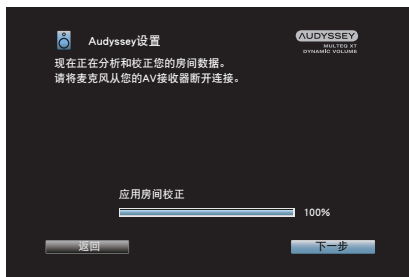 Audyssey设置
AUDYSSEY
MULTEQ XT
DYNAMIC VOLUME
现在正在分析和校正您的房间数据。
请将麦克风从您的AV接收器断开连接。
应用房间校正
100%
返回
下一步